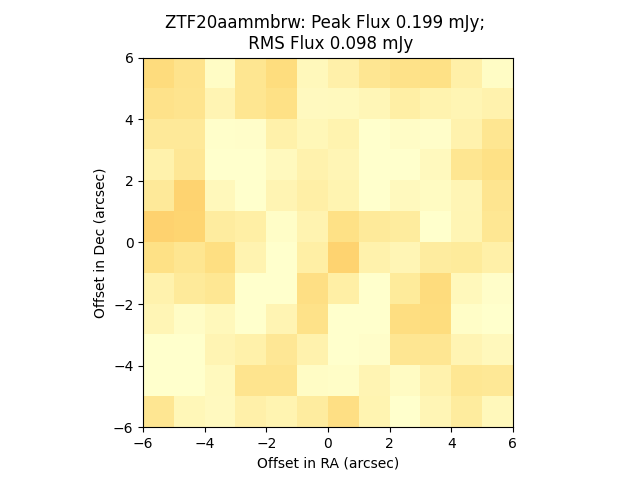 ZTF20aammbrw: Peak Flux 0.199 mJy;
RMS Flux 0.098 mJy
6
4
2
0
−2
−4
−6
Offset in Dec (arcsec)
−6 −4 −2 0 2 4 6
Offset in RA (arcsec)